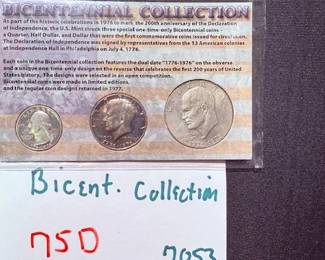 BICENTENNIAL COLLECTION
As part of the historic celebrations in 1976 to mark the 200th anniversary of the Declaration
of Independence, the U.S. Mint struck three special one-time-only Bicentennial coins -
a Quarter, Half Dollar, and Dollar that were the first commemorative coins issued for circulation.
The Declaration of Independence was signed by representatives from the 13 American colonies
at Independence Hall in Philadelphia on July 4, 1776.
Each coin in the Bicentennial collection features the dual date "1776-1976" on the obverse
and a unique one-time-only design on the reverse that celebrates the first 200 years of United
States history. The designs were selected in an open competition.
Bicentennial coins were made in limited editions
and the regular coin designs returned in 1977.
Bicent. Collection
75D
7053